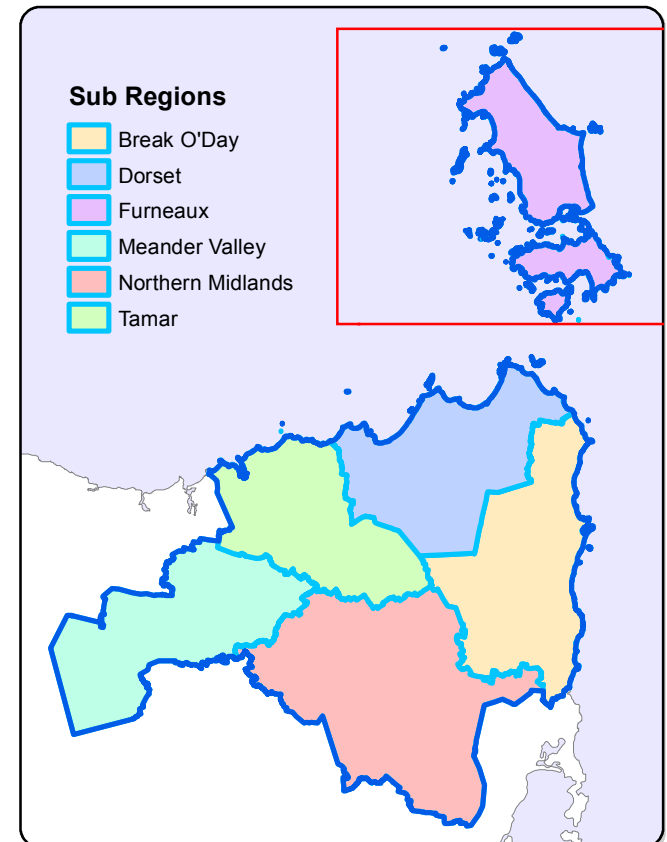 Sub Regions
Break O'Day
Dorset
Furneaux
Meander Valley
Northern Midlands
Tamar